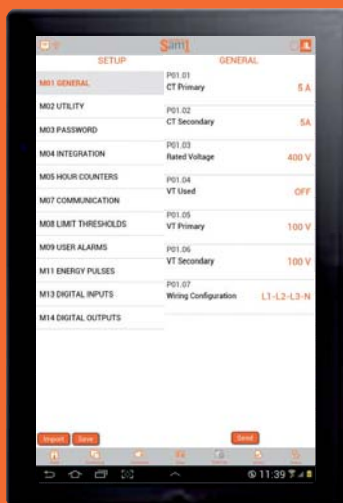 Sam1
SETUP
GENERAL
M01 GENERAL
M02 UTILITY
M03 PASSWORD
M04 INTEGRATION
M05 HOUR COUNTERS
M07 COMMUNICATION
M08 LIMIT THRESHOLDS
M09 USER ALARMS
M11 ENERGY PULSES
M13 DIGITAL INPUTS
M14 DIGITAL OUTPUTS
P01.01
CT Primary 5 A
P01.02
CT Secondary 5A
P01.03
Rated Voltage 400 V
P01.04
VT Used OFF
P01.05
VT Primary 100 V
P01.06
VT Secondary 100 V
P01.07
Wiring Configuration L1-L2-L3-N
Import Save Send
11:39